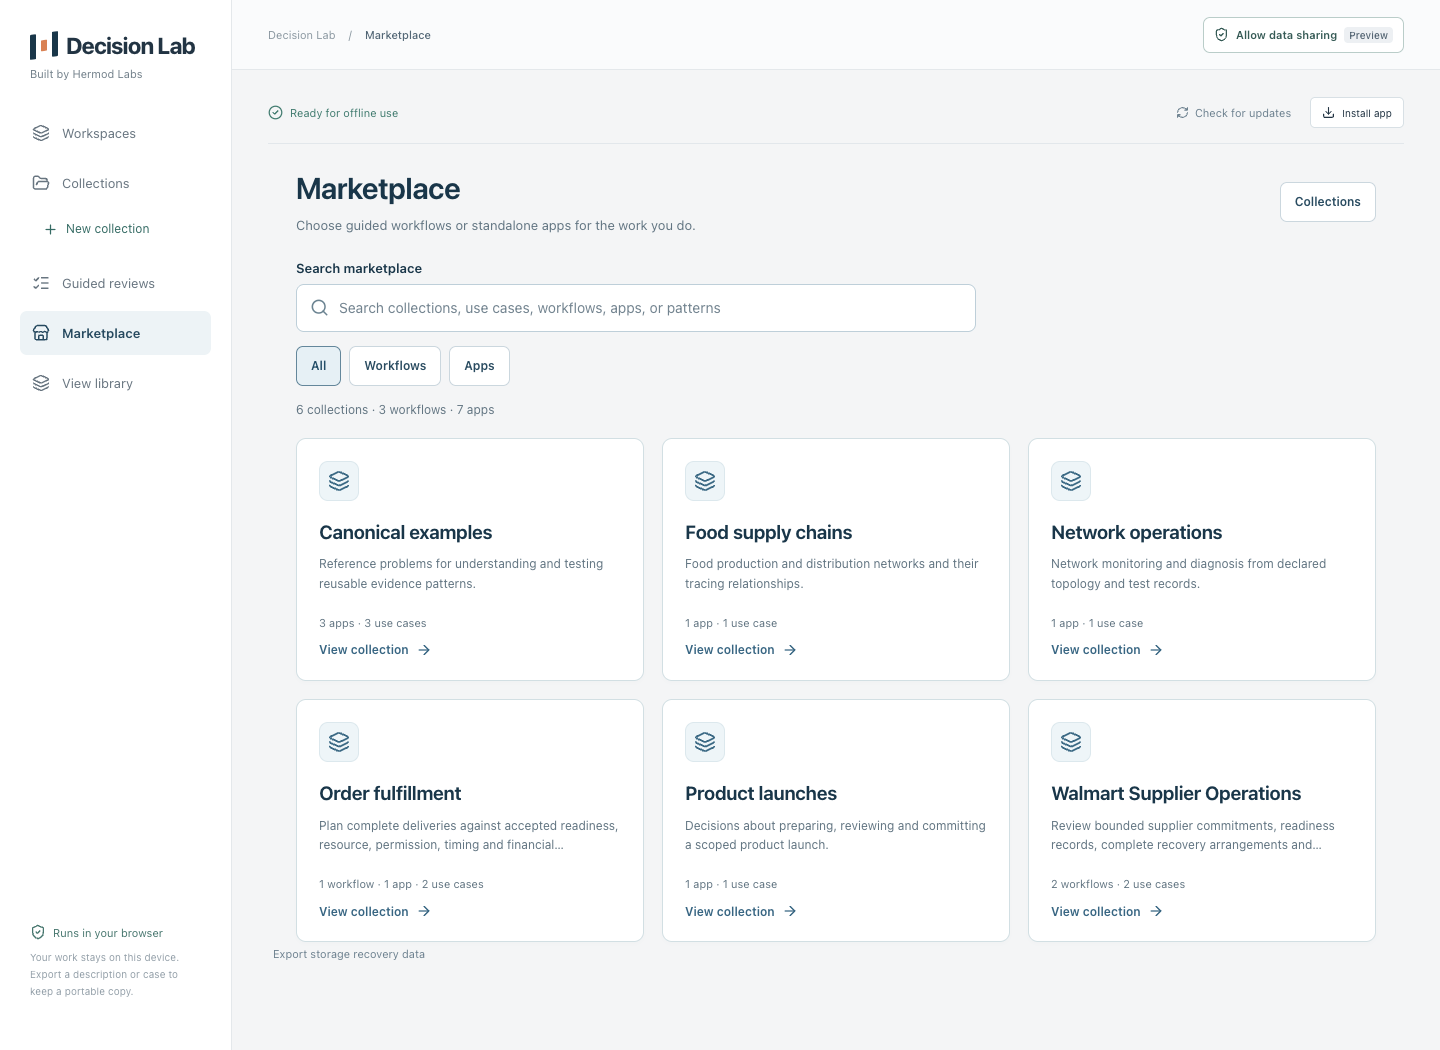 Decision Lab
Built by Hermod Labs
Workspaces
Collections
New collection
Guided reviews
Marketplace
View library
Runs in your browser
Your work stays on this device.
Export a description or case to
keep a portable copy.
Decision Lab / Marketplace
Allow data sharing Preview
Ready for offline use
Check for updates
Install app
Marketplace
Choose guided workflows or standalone apps for the work you do.
Collections
Search marketplace
Search collections, use cases, workflows, apps, or patterns
All
Workflows
Apps
6 collections · 3 workflows · 7 apps
Canonical examples
Reference problems for understanding and testing
reusable evidence patterns.
3 apps · 3 use cases
View collection
Food supply chains
Food production and distribution networks and their
tracing relationships.
1 app · 1 use case
View collection
Network operations
Network monitoring and diagnosis from declared
topology and test records.
1 app · 1 use case
View collection
Order fulfillment
Plan complete deliveries against accepted readiness,
resource, permission, timing and financial...
1 workflow · 1 app · 2 use cases
View collection
Product launches
Decisions about preparing, reviewing and committing
a scoped product launch.
1 app · 1 use case
View collection
Walmart Supplier Operations
Review bounded supplier commitments, readiness
records, complete recovery arrangements and...
2 workflows · 2 use cases
View collection
Export storage recovery data